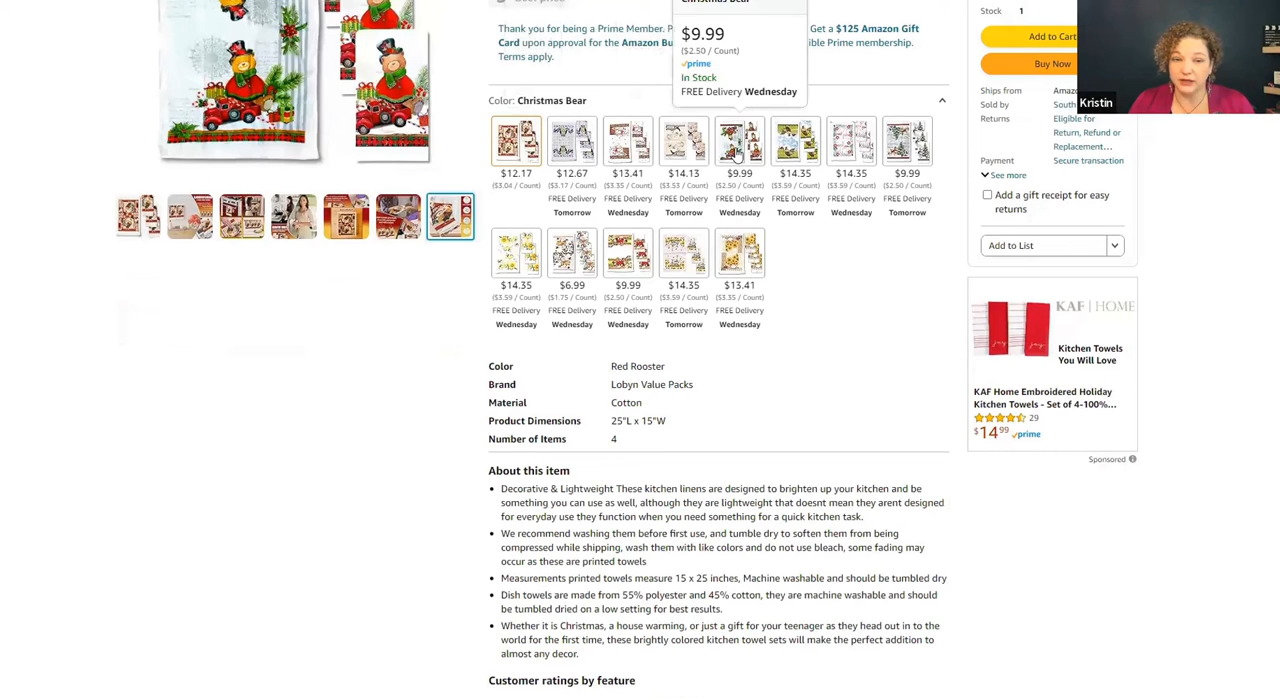 Christmas Bear
$9.99
($2.50 / Count)
prime
In Stock
FREE Delivery Wednesday
Thank you for being a Prime Member.
Get a $125 Amazon Gift
Card upon approval for the Amazon Bu
ible Prime membership.
Terms apply.
Color: Christmas Bear
$12.17 $12.67 $13.41 $14.13 $9.99 $14.35 $14.35 $9.99
($3.04 / Count) ($3.17 / Count) ($3.35 / Count) ($3.53 / Count) ($2.50 / Count) ($3.59 / Count) ($3.59 / Count) ($2.50 / Count)
FREE Delivery FREE Delivery FREE Delivery FREE Delivery FREE Delivery FREE Delivery FREE Delivery
Tomorrow Wednesday Tomorrow Wednesday Tomorrow Wednesday Wednesday
$14.35 $6.99 $9.99 $14.35 $13.41
($3.59 / Count) ($1.75 / Count) ($2.50 / Count) ($3.59 / Count) ($3.35 / Count)
FREE Delivery FREE Delivery FREE Delivery FREE Delivery FREE Delivery
Wednesday Wednesday Wednesday Tomorrow Wednesday
Color Red Rooster
Brand Lobyn Value Packs
Material Cotton
Product Dimensions 25"L x 15"W
Number of Items 4
About this item
• Decorative & Lightweight These kitchen linens are designed to brighten up your kitchen and be
something you can use as well, although they are lightweight that doesnt mean they arent designed
for everyday use they function when you need something for a quick kitchen task.
• We recommend washing them before first use, and tumble dry to soften them from being
compressed while shipping, wash them with like colors and do not use bleach, some fading may
occur as these are printed towels
• Measurements printed towels measure 15 x 25 inches, Machine washable and should be tumbled dry
• Dish towels are made from 55% polyester and 45% cotton, they are machine washable and should
be tumbled dried on a low setting for best results.
• Whether it is Christmas, a house warming, or just a gift for your teenager as they head out in to the
world for the first time, these brightly colored kitchen towel sets will make the perfect addition to
almost any decor.
Customer ratings by feature
Stock 1
Add to Cart
Buy Now
Ships from Amazo
Sold by South
Returns Eligible for
Return, Refund or
Replacement...
Payment Secure transaction
See more
Add a gift receipt for easy
returns
Add to List
KAF | HOME
Kitchen Towels
You Will Love
KAF Home Embroidered Holiday
Kitchen Towels - Set of 4-100%...
29
$14.99 prime
Sponsored
Kristin